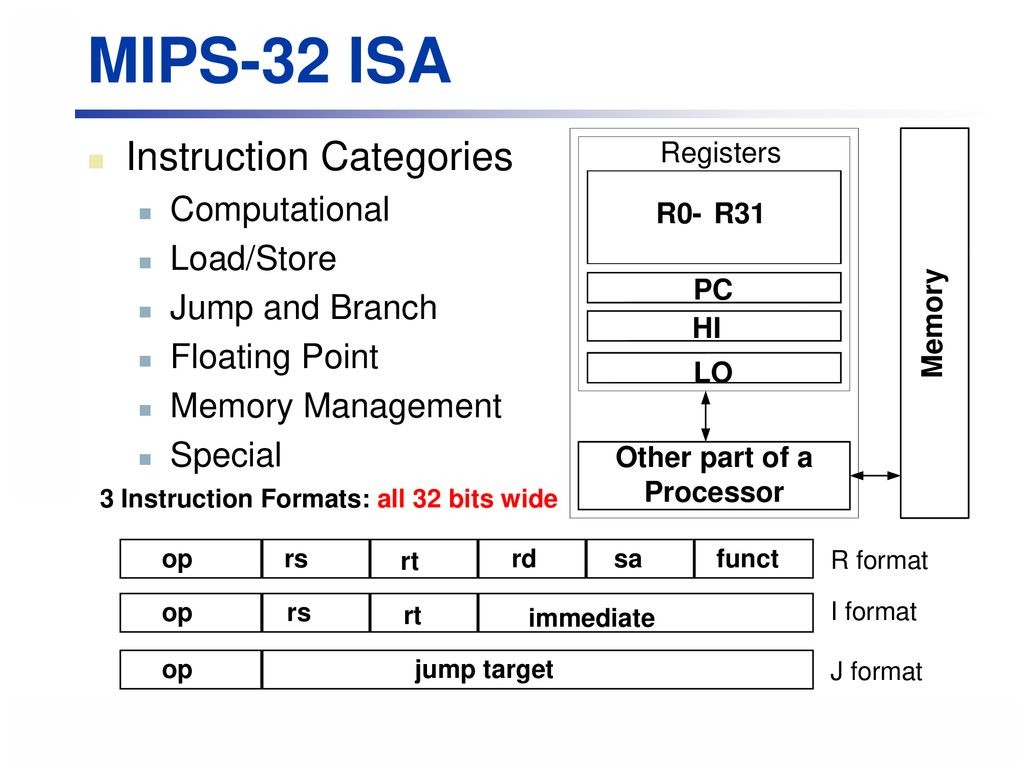 MIPS-32 ISA
Instruction Categories
Computational
Load/Store
Jump and Branch
Floating Point
Memory Management
Special
3 Instruction Formats: all 32 bits wide
Registers
R0- R31
PC
HI
LO
Other part of a
Processor
Memory
op rs rt rd sa funct R format
op rs rt immediate I format
op jump target J format